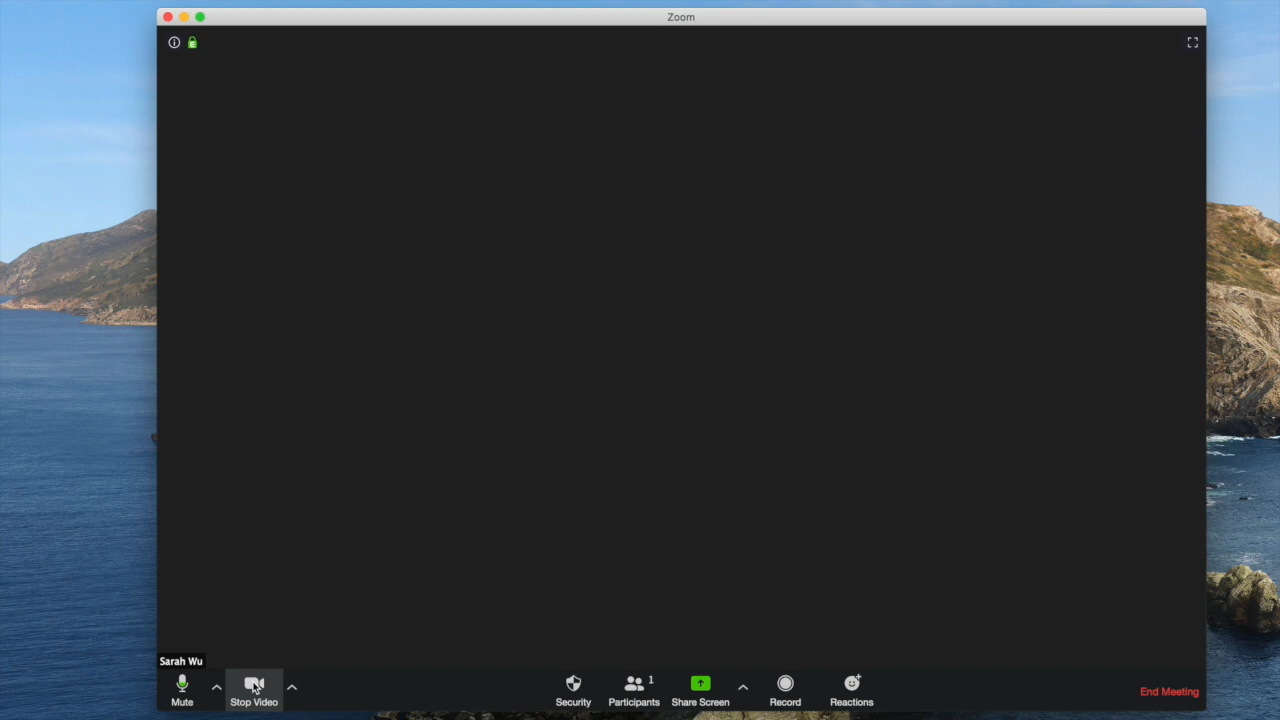 Zoom
Sarah Wu
Mute
Stop Video
Security
Participants
1
Share Screen
Record
Reactions
End Meeting